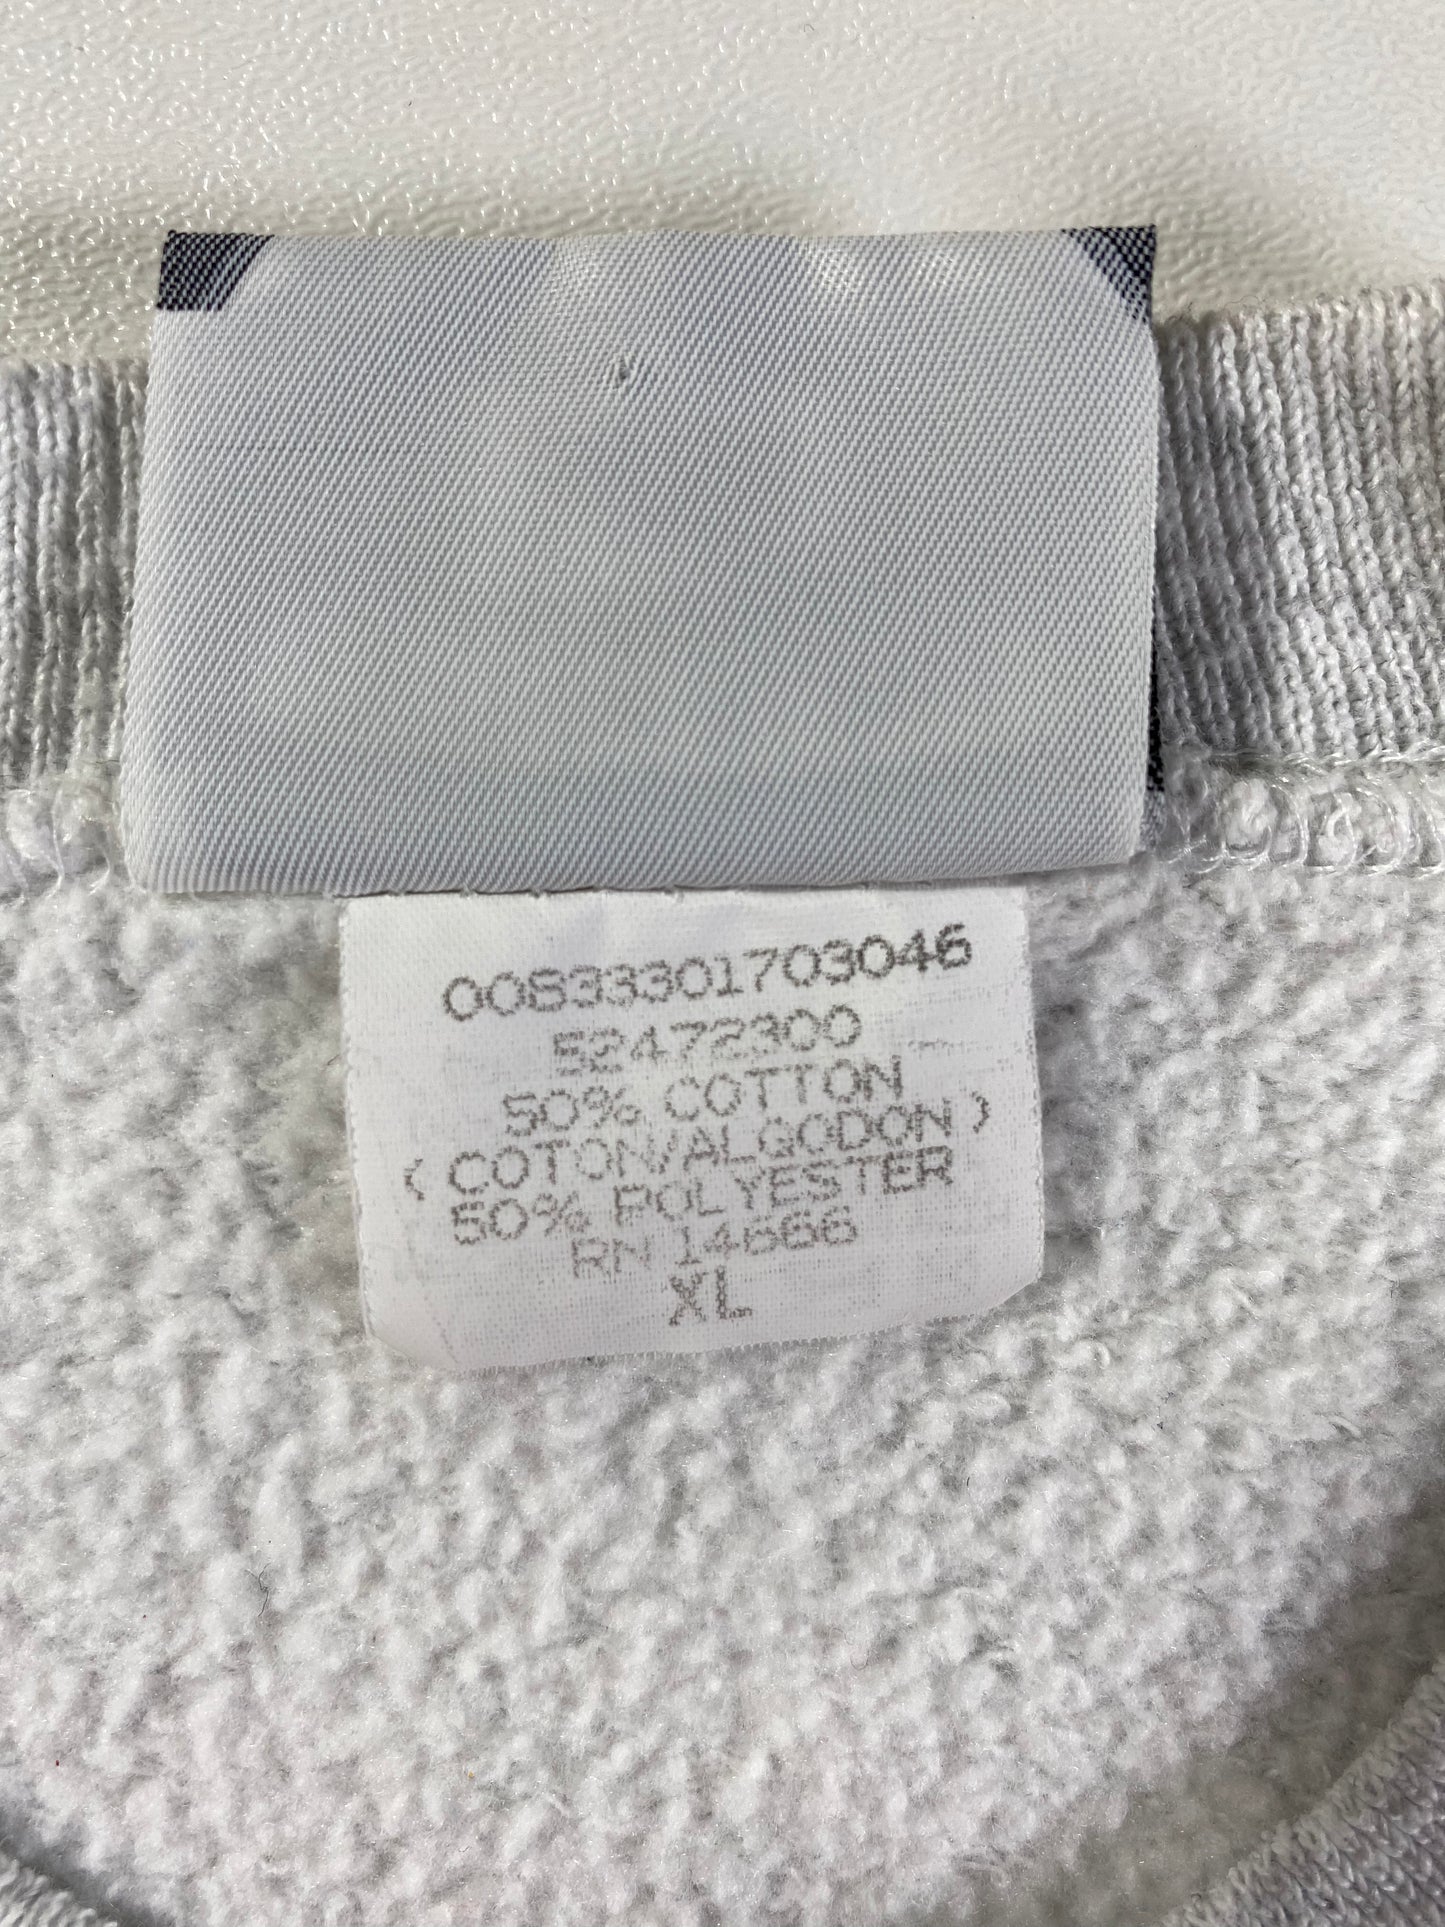 00833301703046
52472300
50% COTTON
( COTON/ALGODON )
50% POLYESTER
RN 14666
XL